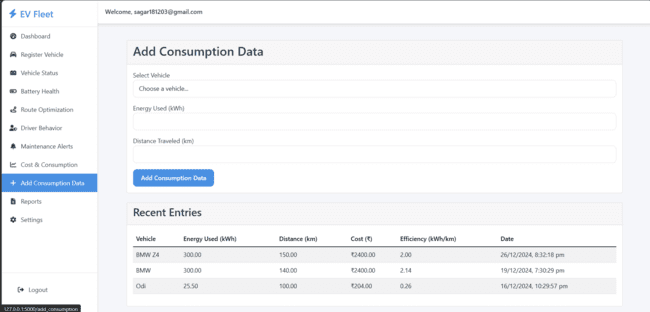 EV Fleet
Welcome, sagar181203@gmail.com
Dashboard
Register Vehicle
Vehicle Status
Battery Health
Route Optimization
Driver Behavior
Maintenance Alerts
Cost & Consumption
Add Consumption Data
Reports
Settings
Logout
127.0.0.1:5000/add_consumption
Add Consumption Data
Select Vehicle
Choose a vehicle...
Energy Used (kWh)
Distance Traveled (km)
Add Consumption Data
Recent Entries
Vehicle Energy Used (kWh) Distance (km) Cost (₹) Efficiency (kWh/km) Date
BMW Z4 300.00 150.00 ₹2400.00 2.00 26/12/2024, 8:32:18 pm
BMW 300.00 140.00 ₹2400.00 2.14 19/12/2024, 7:30:29 pm
Odi 25.50 100.00 ₹204.00 0.26 16/12/2024, 10:29:57 pm